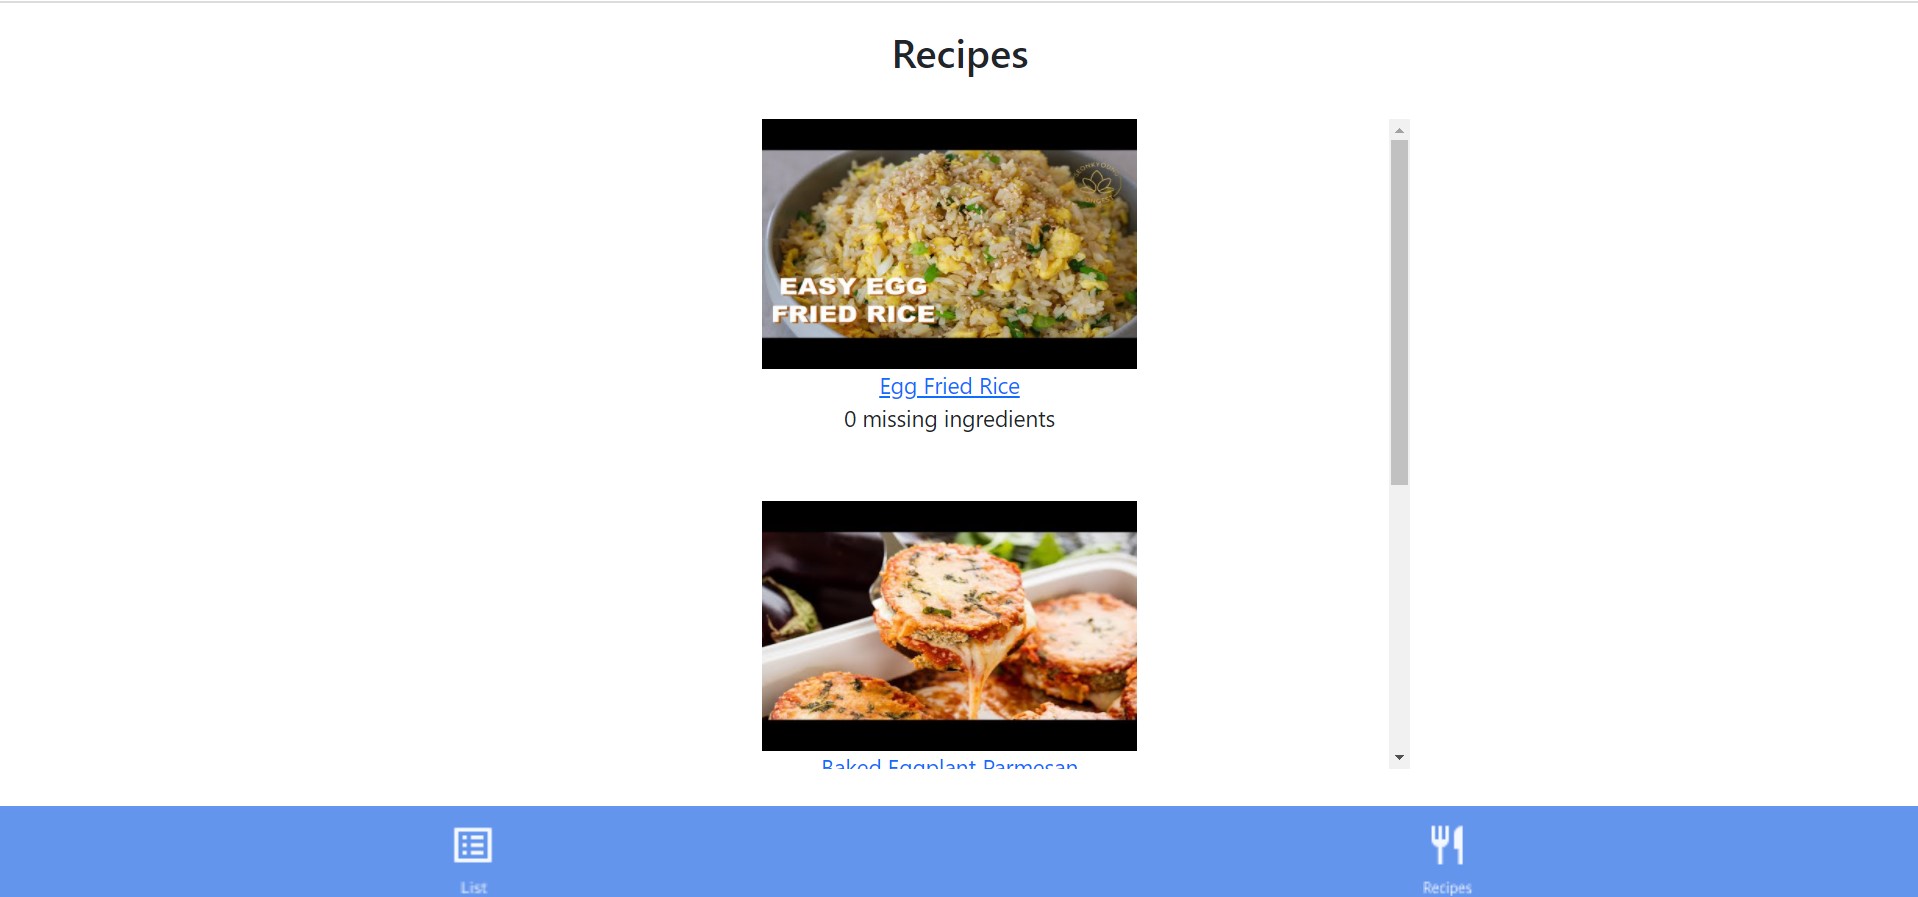 Recipes
EASY EGG
FRIED RICE
Egg Fried Rice
0 missing ingredients
Baked Eggplant Parmesan
List
Recipes